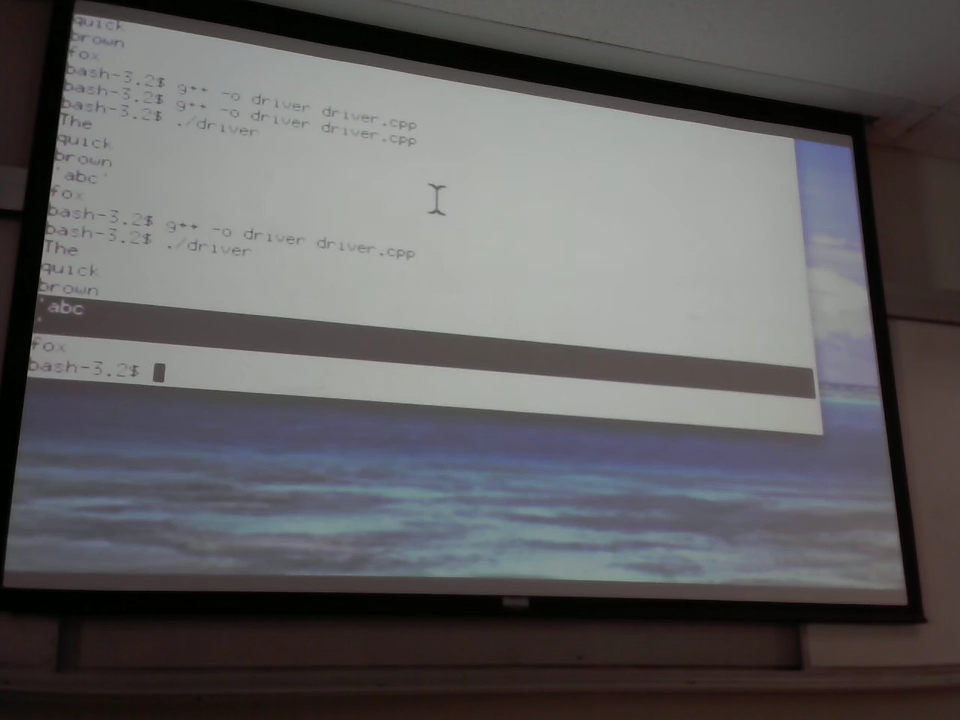 quick
brown
fox
bash-3.2$ g++ -o driver driver.cpp
bash-3.2$ g++ -o driver driver.cpp
bash-3.2$ ./driver
The
quick
brown
'abc'
fox
bash-3.2$ g++ -o driver driver.cpp
bash-3.2$ ./driver
The
quick
brown
'abc
'
fox
bash-3.2$